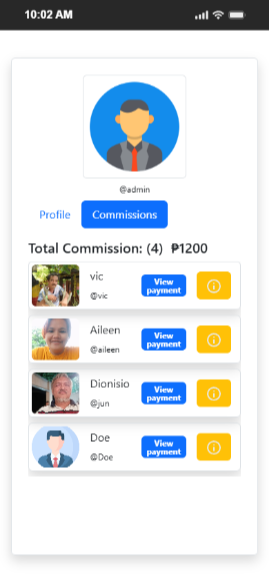 10:02 AM
@admin
Profile Commissions
Total Commission: (4) ₱1200
vic
@vic
View
payment
Aileen
@aileen
View
payment
Dionisio
@jun
View
payment
Doe
@Doe
View
payment